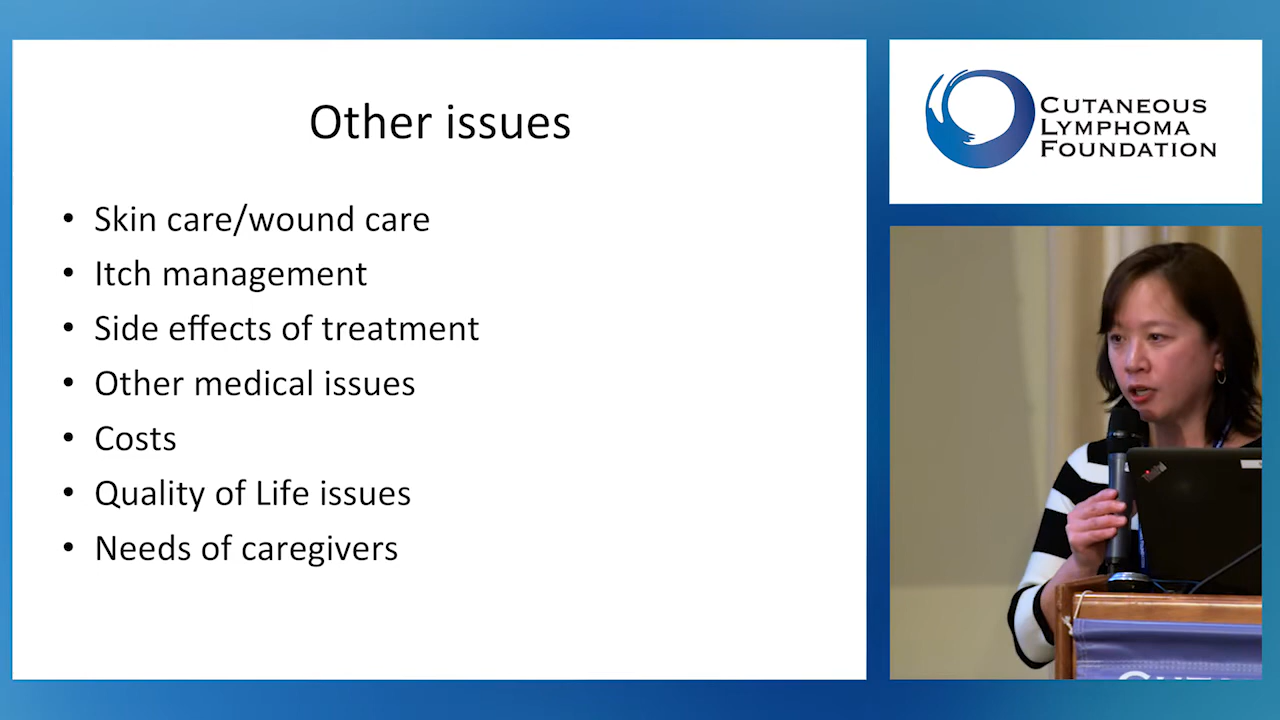 Other issues
• Skin care/wound care
• Itch management
• Side effects of treatment
• Other medical issues
• Costs
• Quality of Life issues
• Needs of caregivers
CUTANEOUS
LYMPHOMA
FOUNDATION